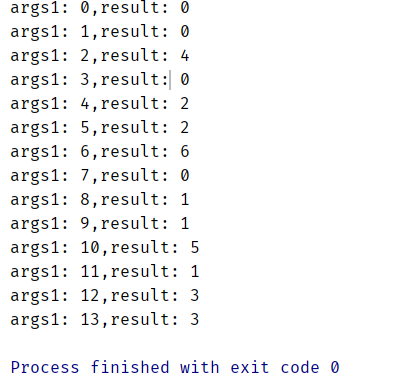 args1: 0,result: 0
args1: 1,result: 0
args1: 2,result: 4
args1: 3,result: 0
args1: 4,result: 2
args1: 5,result: 2
args1: 6,result: 6
args1: 7,result: 0
args1: 8,result: 1
args1: 9,result: 1
args1: 10,result: 5
args1: 11,result: 1
args1: 12,result: 3
args1: 13,result: 3
Process finished with exit code 0